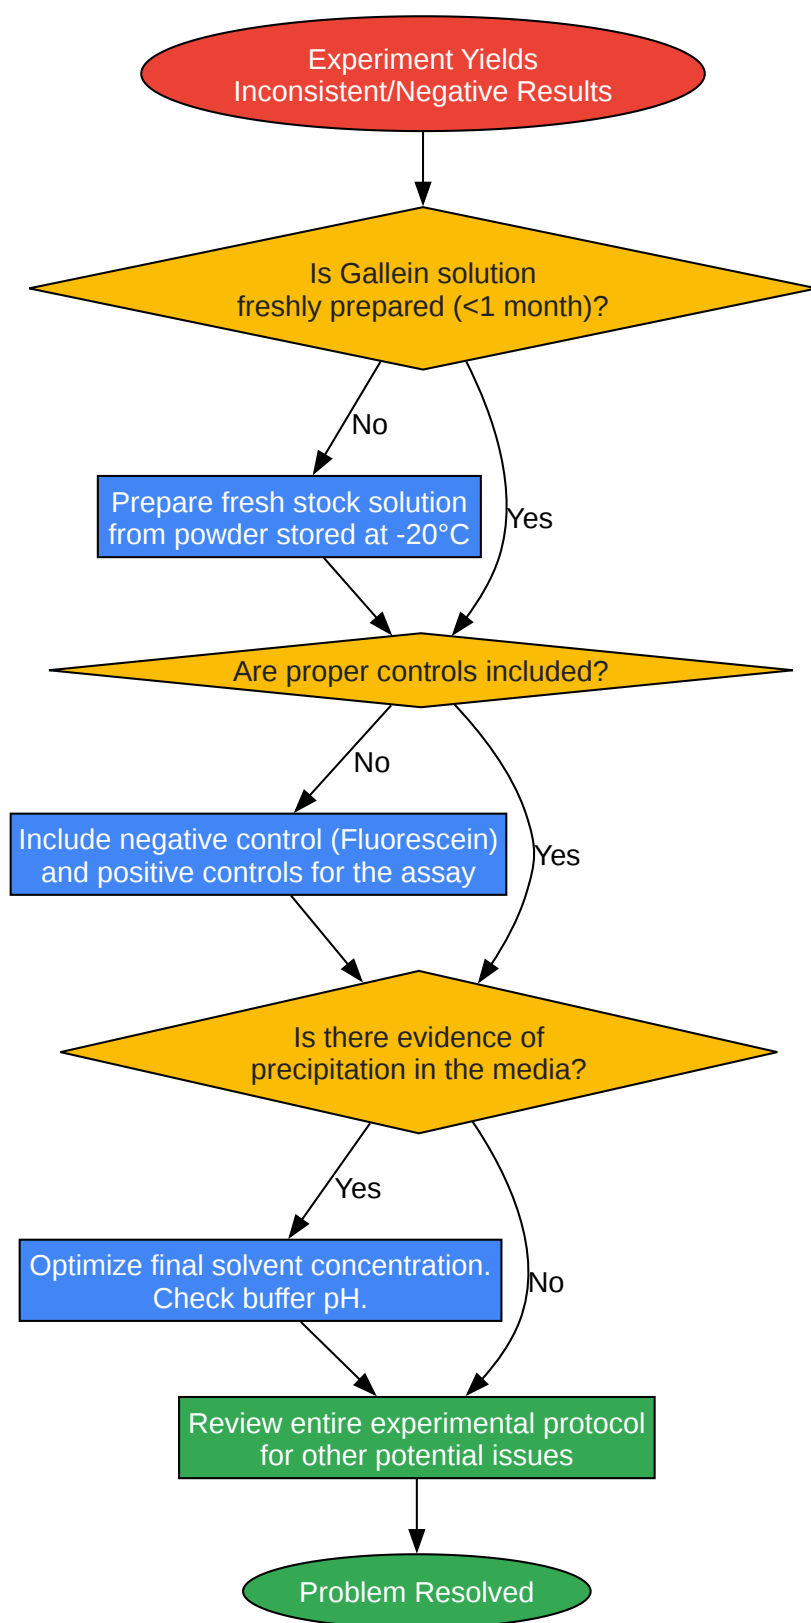 Experiment Yields
Inconsistent/Negative Results
Is Gallein solution
freshly prepared (<1 month)?
No
Prepare fresh stock solution
from powder stored at -20°C
Yes
Are proper controls included?
No
Include negative control (Fluorescein)
and positive controls for the assay
Yes
Is there evidence of
precipitation in the media?
Yes
Optimize final solvent concentration.
Check buffer pH.
No
Review entire experimental protocol
for other potential issues
Problem Resolved